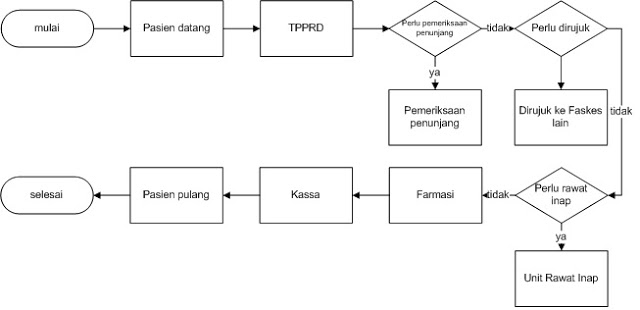 mulai
Pasien datang
TPPRD
Perlu pemeriksaan
penunjang
tidak
Perlu dirujuk
ya
Pemeriksaan
penunjang
Dirujuk ke Faskes
lain
tidak
selesai
Pasien pulang
Kassa
Farmasi
tidak
Perlu rawat
inap
ya
Unit Rawat Inap